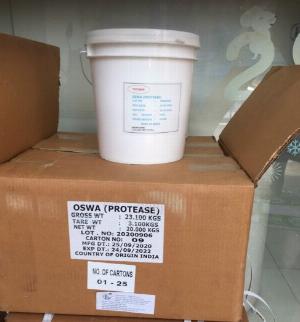 OSWA (PROTEASE)
OSWA (PROTEASE)
GROSS WT : 23.100 KGS
TARE WT : 3.100KGS
NET WT : 20.000 KGS
LOT .NO: 20200906
CARTON NO: 09
MFG DT.: 25/09/2020
EXP DT.: 24/09/2022
COUNTRY OF ORIGIN INDIA
NO. OF CARTONS
01 - 25